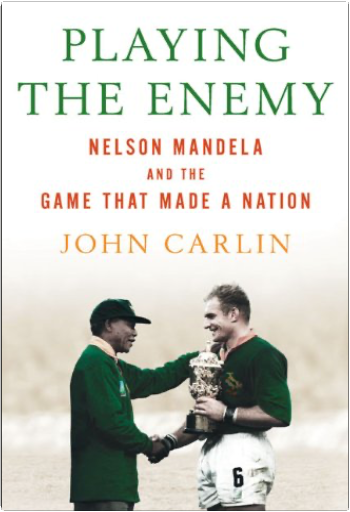 PLAYING
THE ENEMY
NELSON MANDELA
AND THE
GAME THAT MADE A NATION
JOHN CARLIN
6